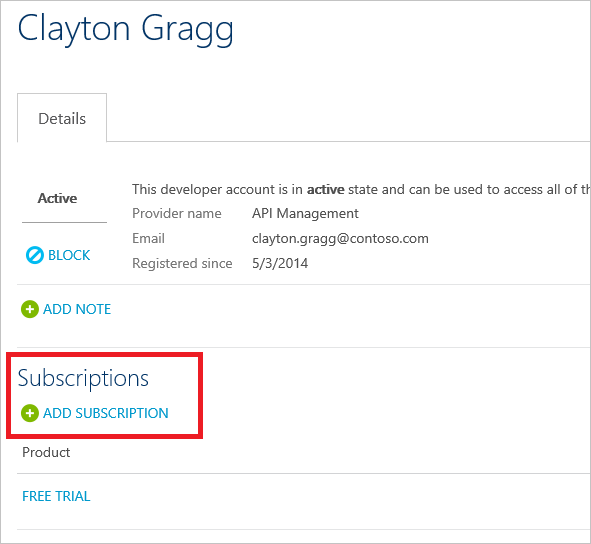 Clayton Gragg
Details
Active
This developer account is in active state and can be used to access all of
Provider name API Management
Email clayton.gragg@contoso.com
Registered since 5/3/2014
BLOCK
ADD NOTE
Subscriptions
ADD SUBSCRIPTION
Product
FREE TRIAL